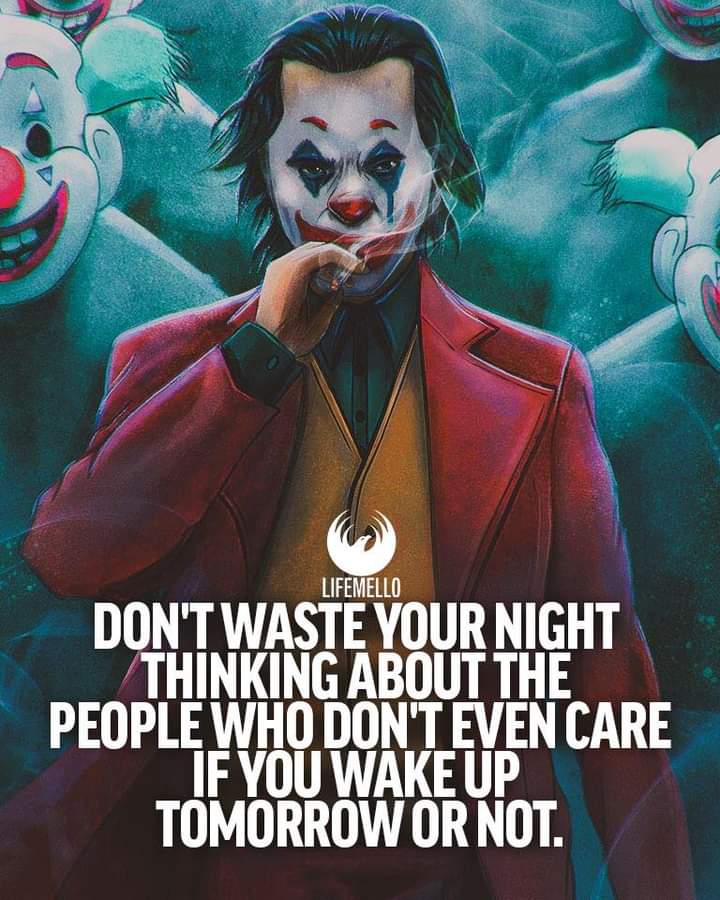 LIFEMELLO
DON'T WASTE YOUR NIGHT
THINKING ABOUT THE
PEOPLE WHO DON'T EVEN CARE
IF YOU WAKE UP
TOMORROW OR NOT.